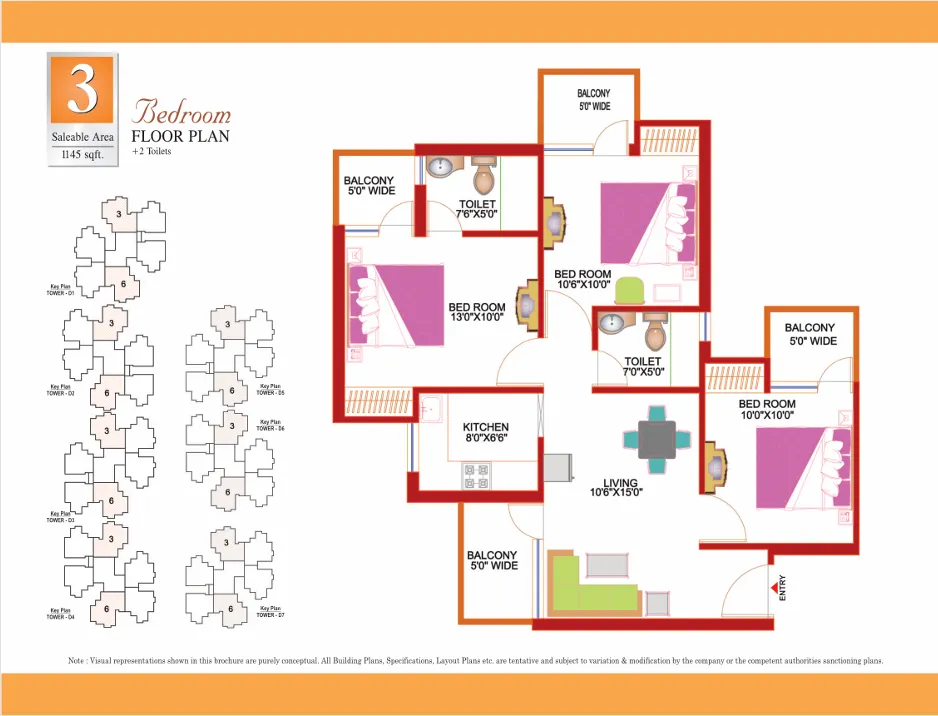 3
Saleable Area
1145 sqft.
Bedroom
FLOOR PLAN
+2 Toilets
3
6
Key Plan
TOWER - D1
3
6
Key Plan
TOWER - D2
3
6
Key Plan
TOWER - D3
3
6
Key Plan
TOWER - D4
3
6
Key Plan
TOWER - D5
3
6
Key Plan
TOWER - D6
3
6
Key Plan
TOWER - D7
BALCONY
5'0" WIDE
BALCONY
5'0" WIDE
TOILET
7'6"X5'0"
BED ROOM
10'6"X10'0"
BED ROOM
13'0"X10'0"
BALCONY
5'0" WIDE
TOILET
7'0"X5'0"
BED ROOM
10'0"X10'0"
KITCHEN
8'0"X6'6"
LIVING
10'6"X15'0"
BALCONY
5'0" WIDE
ENTRY
Note : Visual representations shown in this brochure are purely conceptual. All Building Plans, Specifications, Layout Plans etc. are tentative and subject to variation & modification by the company or the competent authorities sanctioning plans.